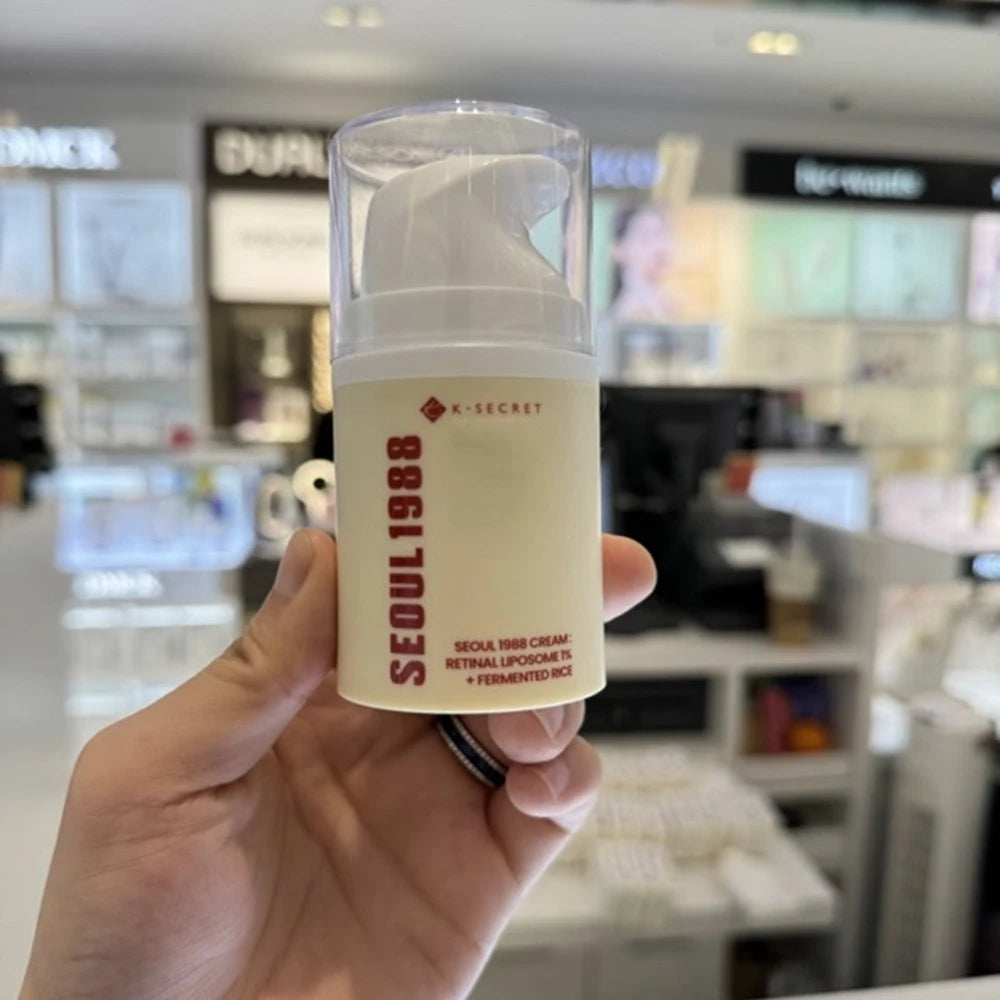 K·SECRET
SEOUL 1988
SEOUL 1988 CREAM :
RETINAL LIPOSOME 1%
+ FERMENTED RICE